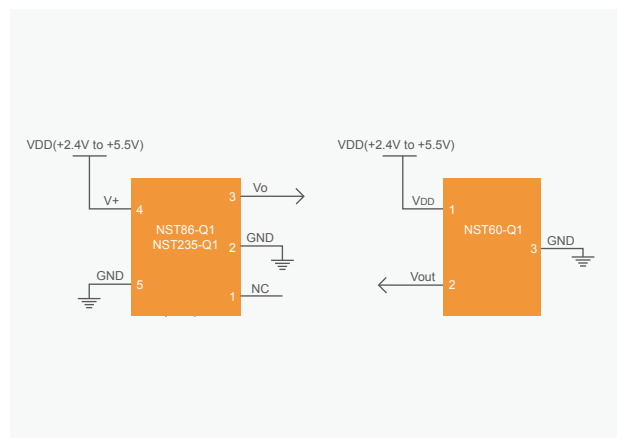 VDD(+2.4V to +5.5V)
V+
4
GND
5
NST86-Q1
NST235-Q1
3
Vo
2
GND
1
NC
VDD(+2.4V to +5.5V)
VDD
1
Vout
2
NST60-Q1
3
GND